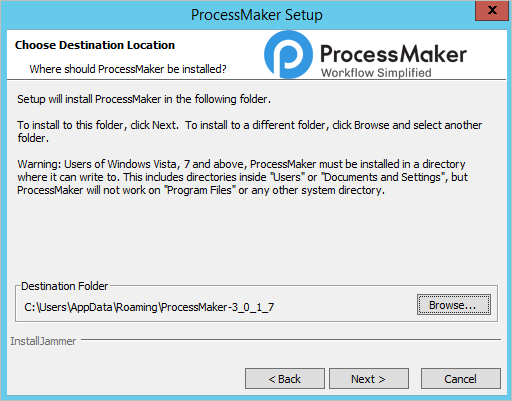 ProcessMaker Setup
x
Choose Destination Location
Where should ProcessMaker be installed?
ProcessMaker
Workflow Simplified
Setup will install ProcessMaker in the following folder.
To install to this folder, click Next.  To install to a different folder, click Browse and select another
folder.
Warning: Users of Windows Vista, 7 and above, ProcessMaker must be installed in a directory
where it can write to. This includes directories inside "Users" or "Documents and Settings", but
ProcessMaker will not work on "Program Files" or any other system directory.
Destination Folder
C:\Users\AppData\Roaming\ProcessMaker-3_0_1_7
Browse...
InstallJammer
< Back
Next >
Cancel